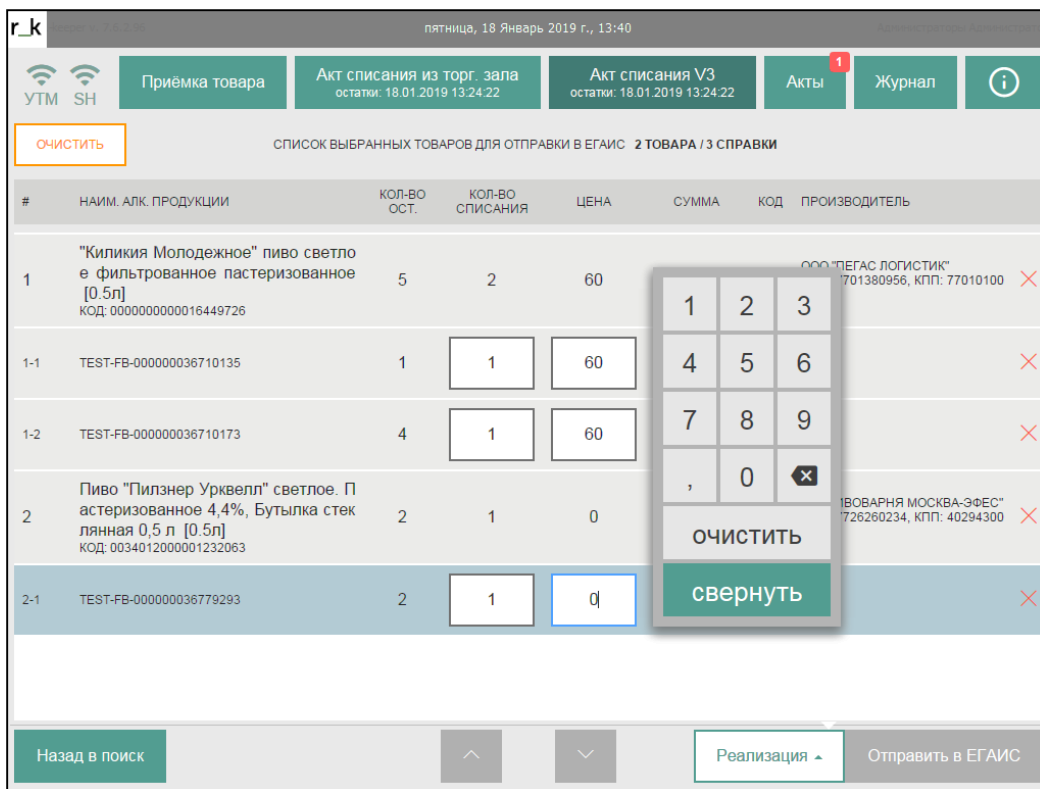 r_k
пятница, 18 Январь 2019 г., 13:40
УТМ
SH
Приёмка товара
Акт списания из торг. зала
остатки: 18.01.2019 13:24:22
Акт списания V3
остатки: 18.01.2019 13:24:22
Акты
1
Журнал
i
ОЧИСТИТЬ
СПИСОК ВЫБРАННЫХ ТОВАРОВ ДЛЯ ОТПРАВКИ В ЕГАИС 2 ТОВАРА / 3 СПРАВКИ
# НАИМ. АЛК. ПРОДУКЦИИ КОЛ-ВО ОСТ. КОЛ-ВО СПИСАНИЯ ЦЕНА СУММА КОД ПРОИЗВОДИТЕЛЬ
1
"Киликия Молодежное" пиво светло
е фильтрованное пастеризованное
[0.5л]
КОД: 0000000000016449726
5 2 60
ООО "ПЕГАС ЛОГИСТИК"
701380956, КПП: 77010100
1-1 TEST-FB-000000036710135 1 1 60
1-2 TEST-FB-000000036710173 4 1 60
2
Пиво "Пилзнер Урквелл" светлое. П
астеризованное 4,4%, Бутылка стек
лянная 0,5 л [0.5л]
КОД: 0034012000001232063
2 1 0
ВОВАРНЯ МОСКВА-ЭФЕС"
726260234, КПП: 40294300
2-1 TEST-FB-000000036779293 2 1 0
1 2 3
4 5 6
7 8 9
, 0
очистить
свернуть
Назад в поиск
Реализация
Отправить в ЕГАИС